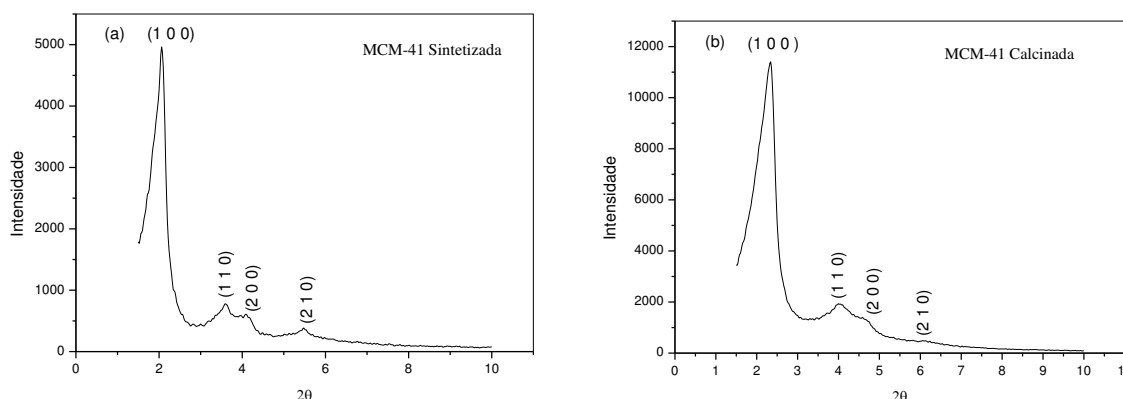 (a)
(1 0 0)
MCM-41 Sintetizada
5000
4000
3000
2000
1000
0
Intensidade
(1 1 0)
(2 0 0)
(2 1 0)
0 2 4 6 8 10
2θ
(b)
(1 0 0 )
MCM-41 Calcinada
12000
10000
8000
6000
4000
2000
0
Intensidade
(1 1 0)
(2 0 0)
(2 1 0)
0 1 2 3 4 5 6 7 8 9 10 11
2θ